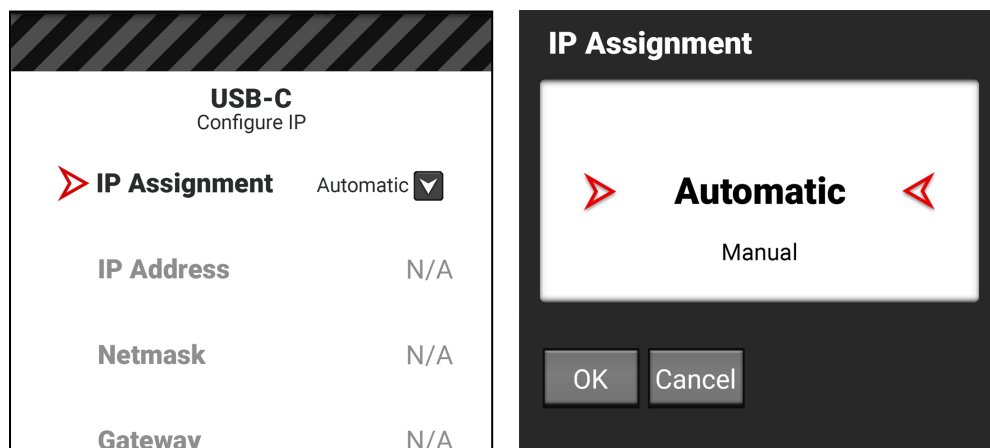 USB-C
Configure IP
IP Assignment Automatic
IP Address N/A
Netmask N/A
Gateway N/A
IP Assignment
Automatic
Manual
OK Cancel